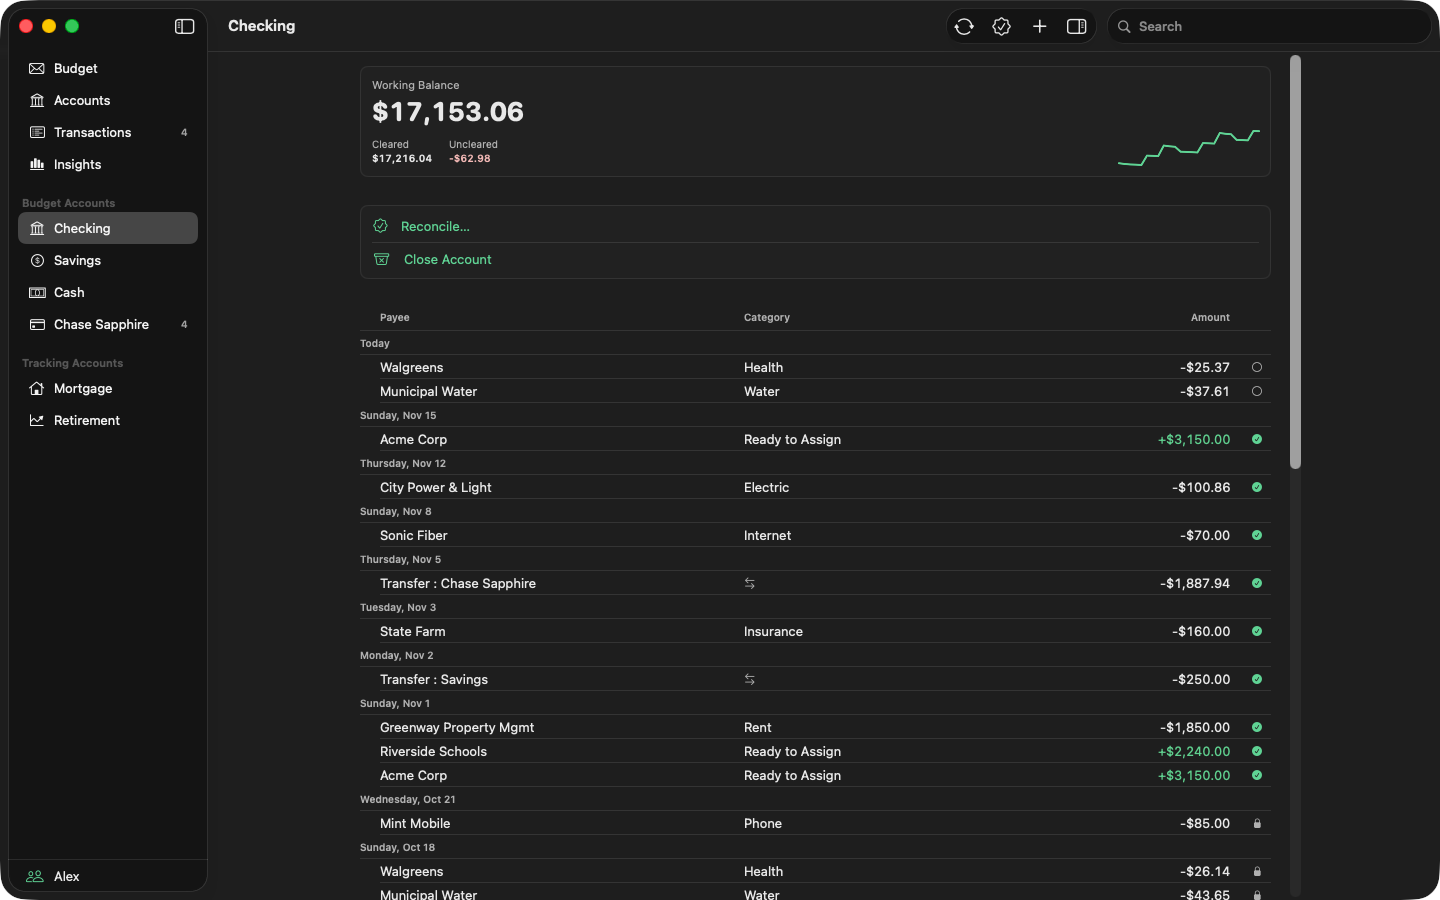 Checking
Search
Budget
Accounts
Transactions 4
Insights
Budget Accounts
Checking
Savings
Cash
Chase Sapphire 4
Tracking Accounts
Mortgage
Retirement
Alex
Working Balance
$17,153.06
Cleared Uncleared
$17,216.04 -$62.98
Reconcile...
Close Account
Payee Category Amount
Today
Walgreens Health -$25.37
Municipal Water Water -$37.61
Sunday, Nov 15
Acme Corp Ready to Assign +$3,150.00
Thursday, Nov 12
City Power & Light Electric -$100.86
Sunday, Nov 8
Sonic Fiber Internet -$70.00
Thursday, Nov 5
Transfer : Chase Sapphire -$1,887.94
Tuesday, Nov 3
State Farm Insurance -$160.00
Monday, Nov 2
Transfer : Savings -$250.00
Sunday, Nov 1
Greenway Property Mgmt Rent -$1,850.00
Riverside Schools Ready to Assign +$2,240.00
Acme Corp Ready to Assign +$3,150.00
Wednesday, Oct 21
Mint Mobile Phone -$85.00
Sunday, Oct 18
Walgreens Health -$26.14
Municipal Water Water -$43.65